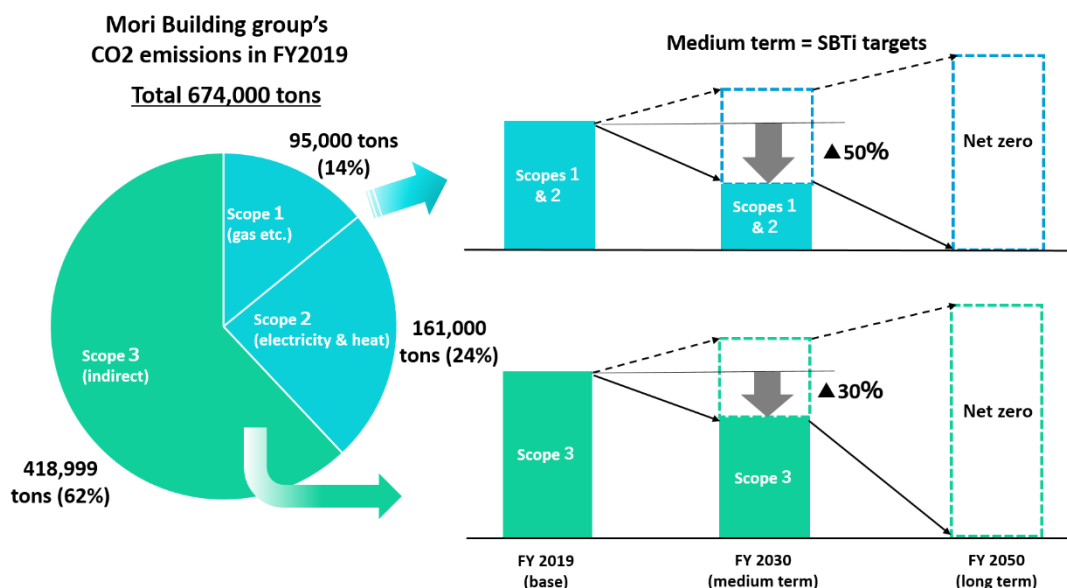 Mori Building group's
CO2 emissions in FY2019
Total 674,000 tons
95,000 tons
(14%)
Scope 1
(gas etc.)
Scope 2
(electricity & heat)
161,000
tons (24%)
Scope 3
(indirect)
418,999
tons (62%)
Medium term = SBTi targets
Scopes 1
& 2
▲50%
Scopes 1
& 2
Net zero
Scope 3
▲30%
Scope 3
Net zero
FY 2019
(base)
FY 2030
(medium term)
FY 2050
(long term)